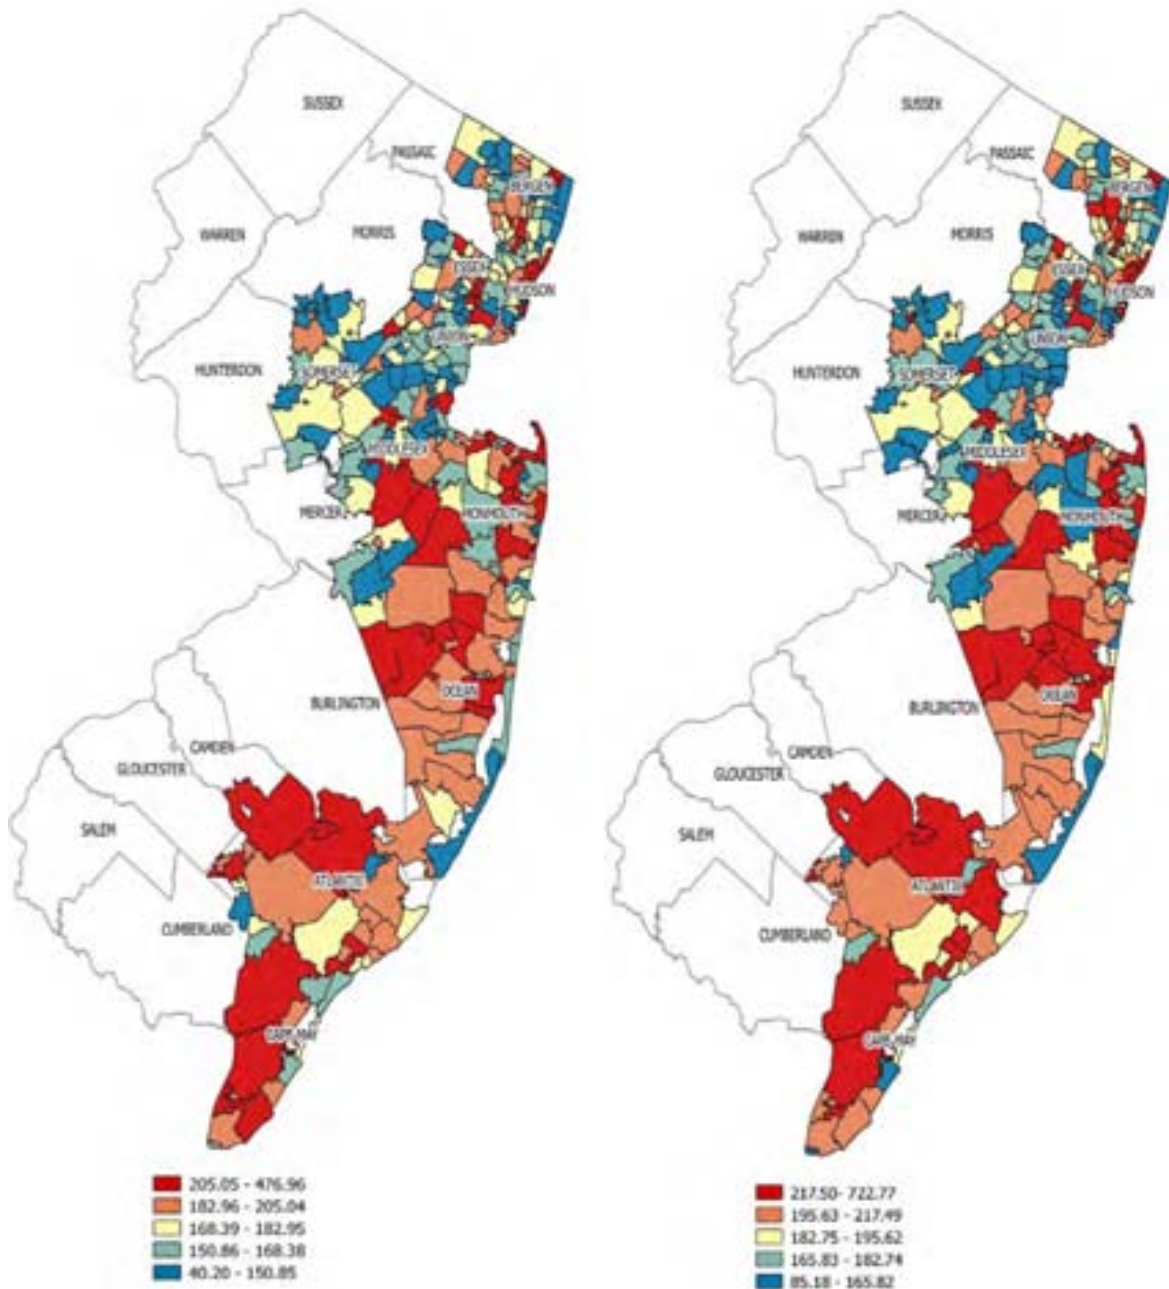 SUSSEX
PASSAIC
BERGEN
WARREN
MORRIS
ESSEX
HUDSON
UNION
HUNTERDON
SOMERSET
MIDDLESEX
MERCER
MONMOUTH
OCEAN
BURLINGTON
CAMDEN
GLOUCESTER
SALEM
ATLANTIC
CUMBERLAND
CAPE MAY
205.05 - 476.96
182.96 - 205.04
168.39 - 182.95
150.86 - 168.38
40.20 - 150.85
SUSSEX
PASSAIC
BERGEN
WARREN
MORRIS
ESSEX
HUDSON
UNION
HUNTERDON
SOMERSET
MIDDLESEX
MERCER
MONMOUTH
OCEAN
BURLINGTON
CAMDEN
GLOUCESTER
SALEM
ATLANTIC
CUMBERLAND
CAPE MAY
217.50- 722.77
195.63 - 217.49
182.75 - 195.62
165.83 - 182.74
85.18 - 165.82